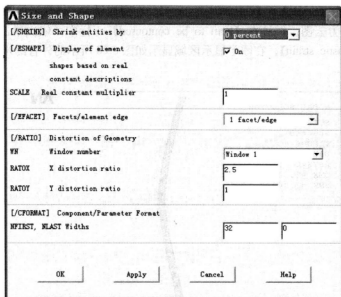 Size and Shape
[/SHRINK] Shrink entities by 0 percent
[/ESHAPE] Display of element On
shapes based on real
constant descriptions
SCALE Real constant multiplier 1
[/EFACET] Facets/element edge 1 facet/edge
[/RATIO] Distortion of Geometry
WN Window number Window 1
RATOX X distortion ratio 2.5
RATOY Y distortion ratio 1
[/CFORMAT] Component/Parameter Format
NFIRST, NLAST Widths 32 0
OK Apply Cancel Help